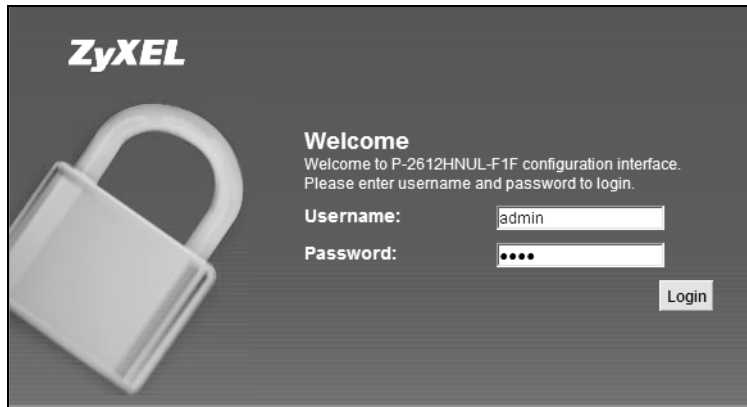 ZyXEL
Welcome
Welcome to P-2612HNUL-F1F configuration interface.
Please enter username and password to login.
Username: admin
Password: ••••
Login